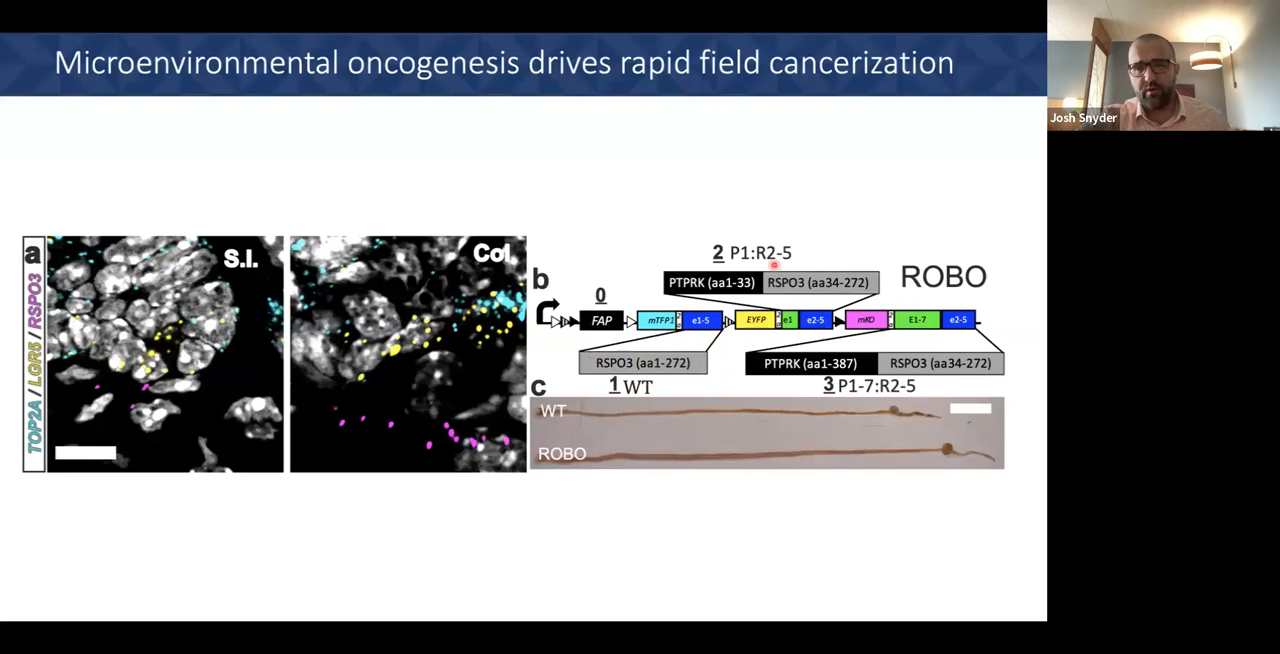 Microenvironmental oncogenesis drives rapid field cancerization
Josh Snyder
a
TOP2A / LGR5 / RSPO3
S.I.
Col
b
2 P1:R2-5
ROBO
PTPRK (aa1-33) RSPO3 (aa34-272)
0
FAP mTFP1 e1-5 EYFP e1 e2-5 mKO E1-7 e2-5
RSPO3 (aa1-272) PTPRK (aa1-387) RSPO3 (aa34-272)
1 WT 3 P1-7:R2-5
c
WT
ROBO